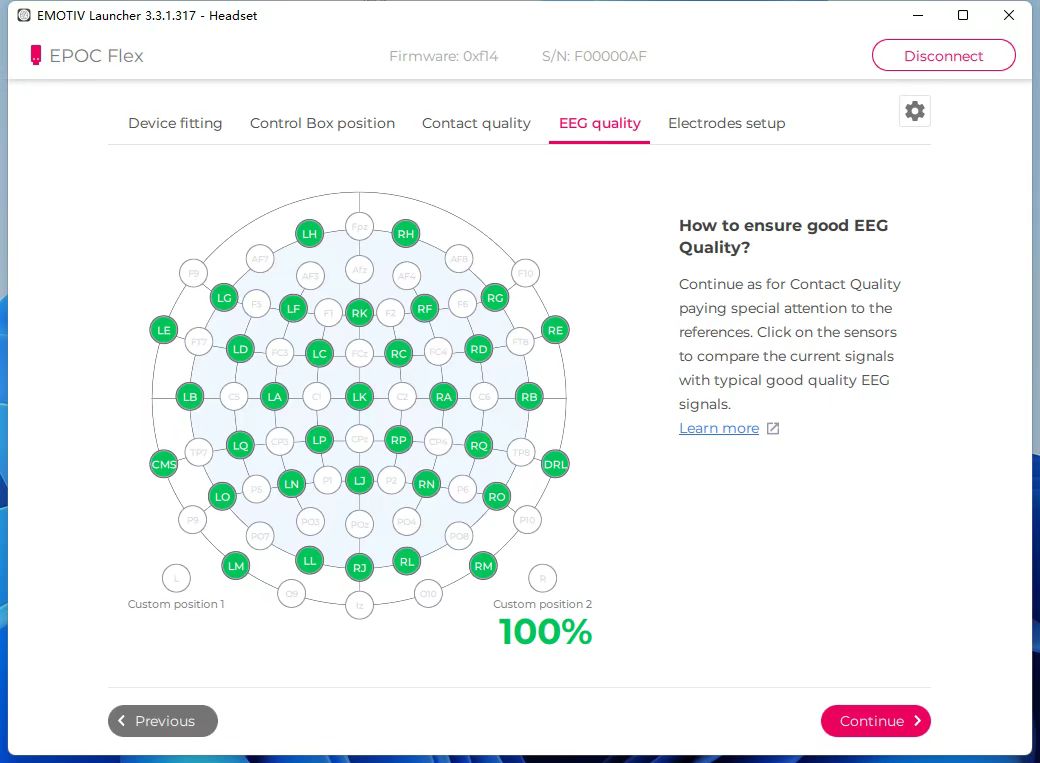 EMOTIV Launcher 3.3.1.317 - Headset
EPOC Flex
Firmware: 0xf14
S/N: F00000AF
Disconnect
Device fitting
Control Box position
Contact quality
EEG quality
Electrodes setup
LH
Fpz
RH
AF7
AF8
F9
AF3
Afz
AF4
F10
LG
F5
LF
F1
RK
F2
RF
F6
RG
LE
FT7
LD
FC3
LC
FCz
RC
FC4
RD
FT8
RE
LB
C5
LA
C1
LK
C2
RA
C6
RB
CMS
TP7
LQ
CP3
LP
CPz
RP
CP4
RQ
TP8
DRL
LO
P5
LN
P1
LJ
P2
RN
P6
RO
P9
PO7
PO3
POz
PO4
PO8
P10
LM
LL
RJ
RL
RM
L
O9
Iz
O10
R
Custom position 1
Custom position 2
100%
How to ensure good EEG
Quality?
Continue as for Contact Quality
paying special attention to the
references. Click on the sensors
to compare the current signals
with typical good quality EEG
signals.
Learn more
Previous
Continue